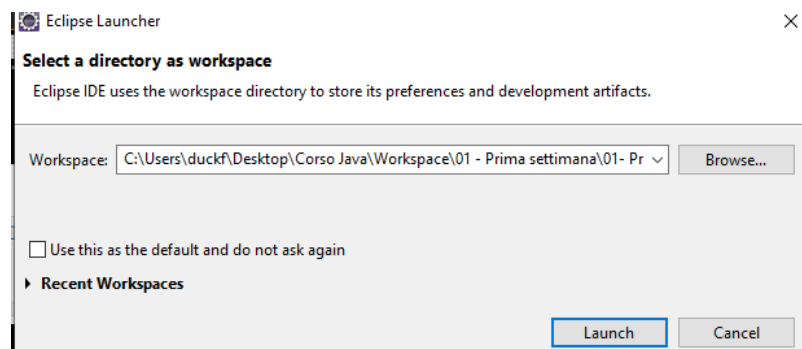 Eclipse Launcher
Select a directory as workspace
Eclipse IDE uses the workspace directory to store its preferences and development artifacts.
Workspace: C:\Users\duckf\Desktop\Corso Java\Workspace\01 - Prima settimana\01- Pr Browse...
Use this as the default and do not ask again
Recent Workspaces
Launch Cancel